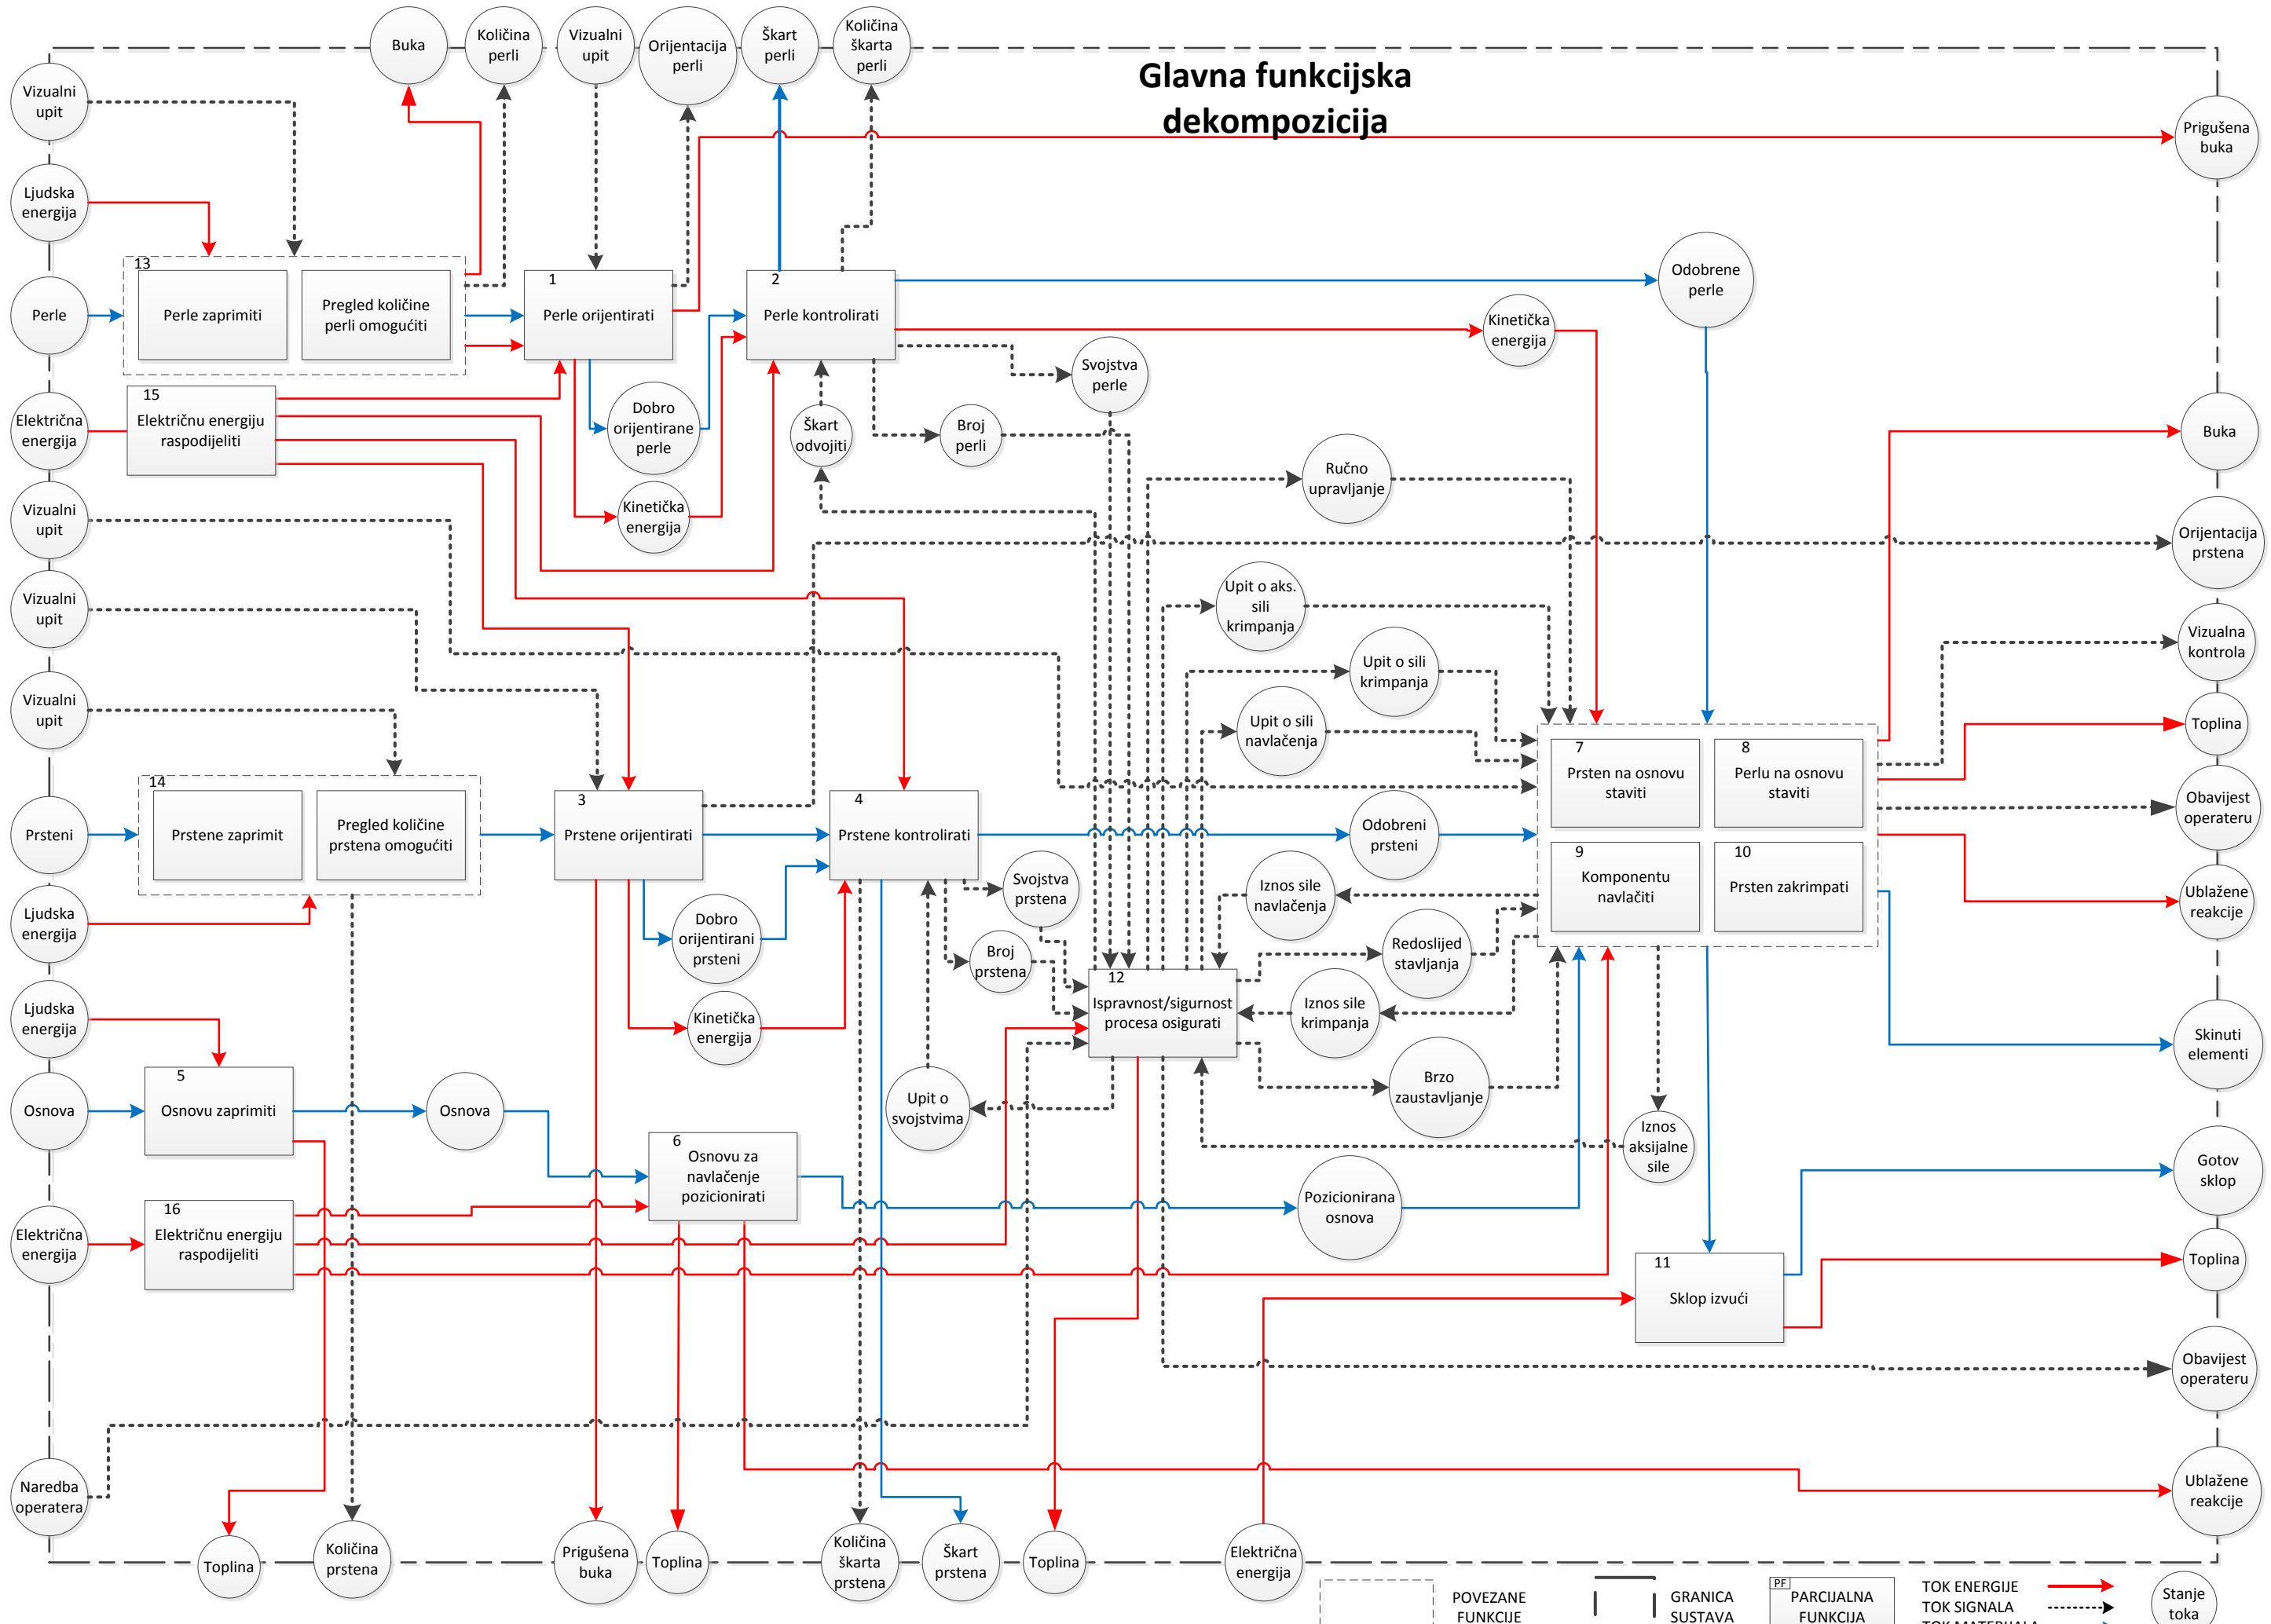 Glavna funkcijska
dekompozicija
Buka
Količina
perli
Vizualni
upit
Orijentacija
perli
Škart
perli
Količina
škarta
perli
Vizualni
upit
Prigušena
buka
Ljudska
energija
13
Perle zaprimiti
Pregled količine
perli omogućiti
1
Perle orijentirati
2
Perle kontrolirati
Odobrene
perle
Perle
Kinetička
energija
Svojstva
perle
Električna
energija
15
Električnu energiju
raspodijeliti
Dobro
orijentirane
perle
Škart
odvojiti
Broj
perli
Buka
Ručno
upravljanje
Vizualni
upit
Kinetička
energija
Orijentacija
prstena
Vizualni
upit
Upit o aks.
sili
krimpanja
Vizualna
kontrola
Upit o sili
krimpanja
Vizualni
upit
Upit o sili
navlačenja
Toplina
7
Prsten na osnovu
staviti
8
Perlu na osnovu
staviti
14
Prstene zaprimit
Pregled količine
prstena omogućiti
3
Prstene orijentirati
4
Prstene kontrolirati
Obavijest
operateru
Prsteni
Odobreni
prsteni
9
Komponentu
navlačiti
10
Prsten zakrimpati
Svojstva
prstena
Iznos sile
navlačenja
Ublažene
reakcije
Ljudska
energija
Dobro
orijentirani
prsteni
Broj
prstena
Redoslijed
stavljanja
12
Ispravnost/sigurnost
procesa osigurati
Iznos sile
krimpanja
Ljudska
energija
Kinetička
energija
Skinuti
elementi
5
Osnovu zaprimiti
Osnova
Osnova
Upit o
svojstvima
Brzo
zaustavljanje
Iznos
aksijalne
sile
6
Osnovu za
navlačenje
pozicionirati
Gotov
sklop
Pozicionirana
osnova
Električna
energija
16
Električnu energiju
raspodijeliti
Toplina
11
Sklop izvući
Obavijest
operateru
Naredba
operatera
Ublažene
reakcije
Toplina
Količina
prstena
Prigušena
buka
Toplina
Količina
škarta
prstena
Škart
prstena
Toplina
Električna
energija
POVEZANE
FUNKCIJE
GRANICA
SUSTAVA
PF
PARCIJALNA
FUNKCIJA
TOK ENERGIJE
TOK SIGNALA
TOK MATERIJALA
Stanje
toka